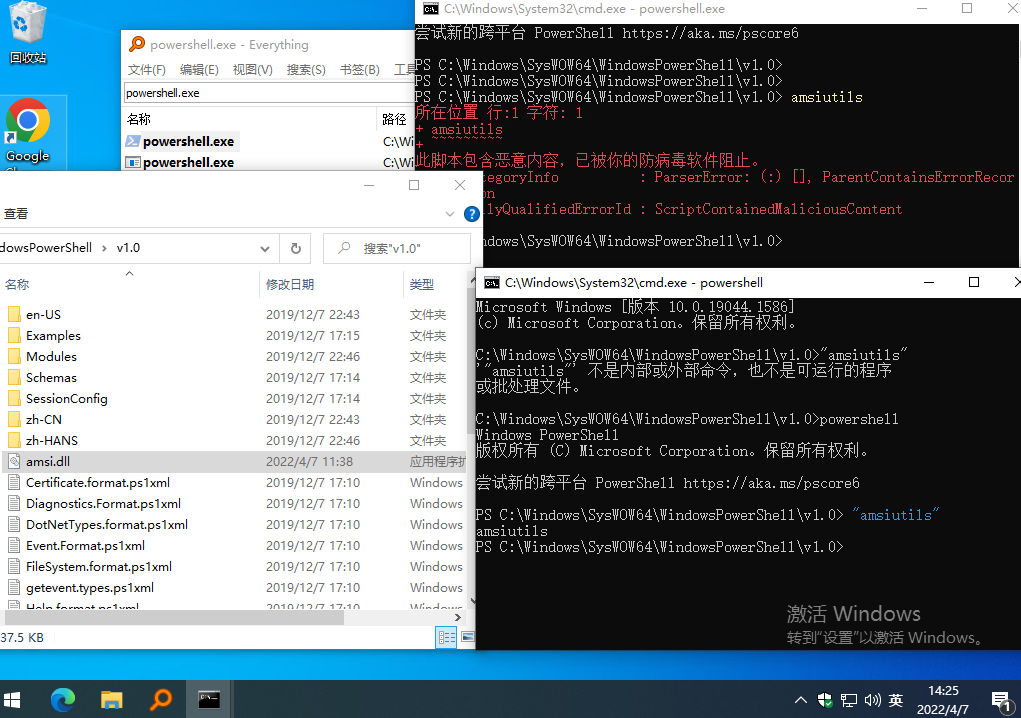 回收站
Google
powershell.exe - Everything
文件(F) 编辑(E) 视图(V) 搜索(S) 书签(B) 工具
powershell.exe
名称 路径
powershell.exe C:\Wi
powershell.exe C:\Wi
C:\Windows\System32\cmd.exe - powershell.exe
尝试新的跨平台 PowerShell https://aka.ms/pscore6
PS C:\Windows\SysWOW64\WindowsPowerShell\v1.0>
PS C:\Windows\SysWOW64\WindowsPowerShell\v1.0>
PS C:\Windows\SysWOW64\WindowsPowerShell\v1.0> amsiutils
所在位置 行:1 字符: 1
+ amsiutils
+ ~~~~~~~~~
此脚本包含恶意内容，已被你的防病毒软件阻止。
tegoryInfo : ParserError: (:) [], ParentContainsErrorRecor
on
llyQualifiedErrorId : ScriptContainedMaliciousContent
ndows\SysWOW64\WindowsPowerShell\v1.0>
查看
dowsPowerShell › v1.0
搜索"v1.0"
名称 修改日期 类型
en-US 2019/12/7 22:43 文件夹
Examples 2019/12/7 17:15 文件夹
Modules 2019/12/7 22:46 文件夹
Schemas 2019/12/7 17:14 文件夹
SessionConfig 2019/12/7 17:14 文件夹
zh-CN 2019/12/7 22:43 文件夹
zh-HANS 2019/12/7 22:46 文件夹
amsi.dll 2022/4/7 11:38 应用程序扩
Certificate.format.ps1xml 2019/12/7 17:10 Windows
Diagnostics.Format.ps1xml 2019/12/7 17:10 Windows
DotNetTypes.format.ps1xml 2019/12/7 17:10 Windows
Event.Format.ps1xml 2019/12/7 17:10 Windows
FileSystem.format.ps1xml 2019/12/7 17:10 Windows
getevent.types.ps1xml 2019/12/7 17:10 Windows
Help.format.ps1xml 2019/12/7 17:10 Windows
37.5 KB
C:\Windows\System32\cmd.exe - powershell
Microsoft Windows [版本 10.0.19044.1586]
(c) Microsoft Corporation。保留所有权利。
C:\Windows\SysWOW64\WindowsPowerShell\v1.0>"amsiutils"
'"amsiutils"' 不是内部或外部命令，也不是可运行的程序
或批处理文件。
C:\Windows\SysWOW64\WindowsPowerShell\v1.0>powershell
Windows PowerShell
版权所有 (C) Microsoft Corporation。保留所有权利。
尝试新的跨平台 PowerShell https://aka.ms/pscore6
PS C:\Windows\SysWOW64\WindowsPowerShell\v1.0> "amsiutils"
amsiutils
PS C:\Windows\SysWOW64\WindowsPowerShell\v1.0>
激活 Windows
转到"设置"以激活 Windows。
英
14:25
2022/4/7
1